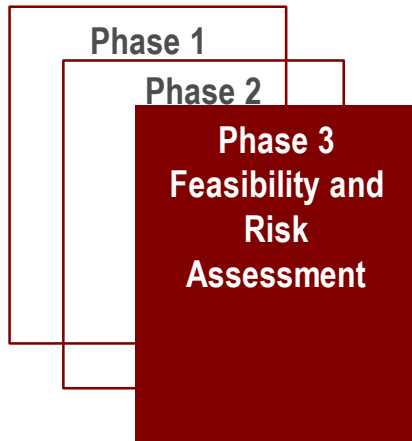 Phase 1
Phase 2
Phase 3
Feasibility and
Risk
Assessment